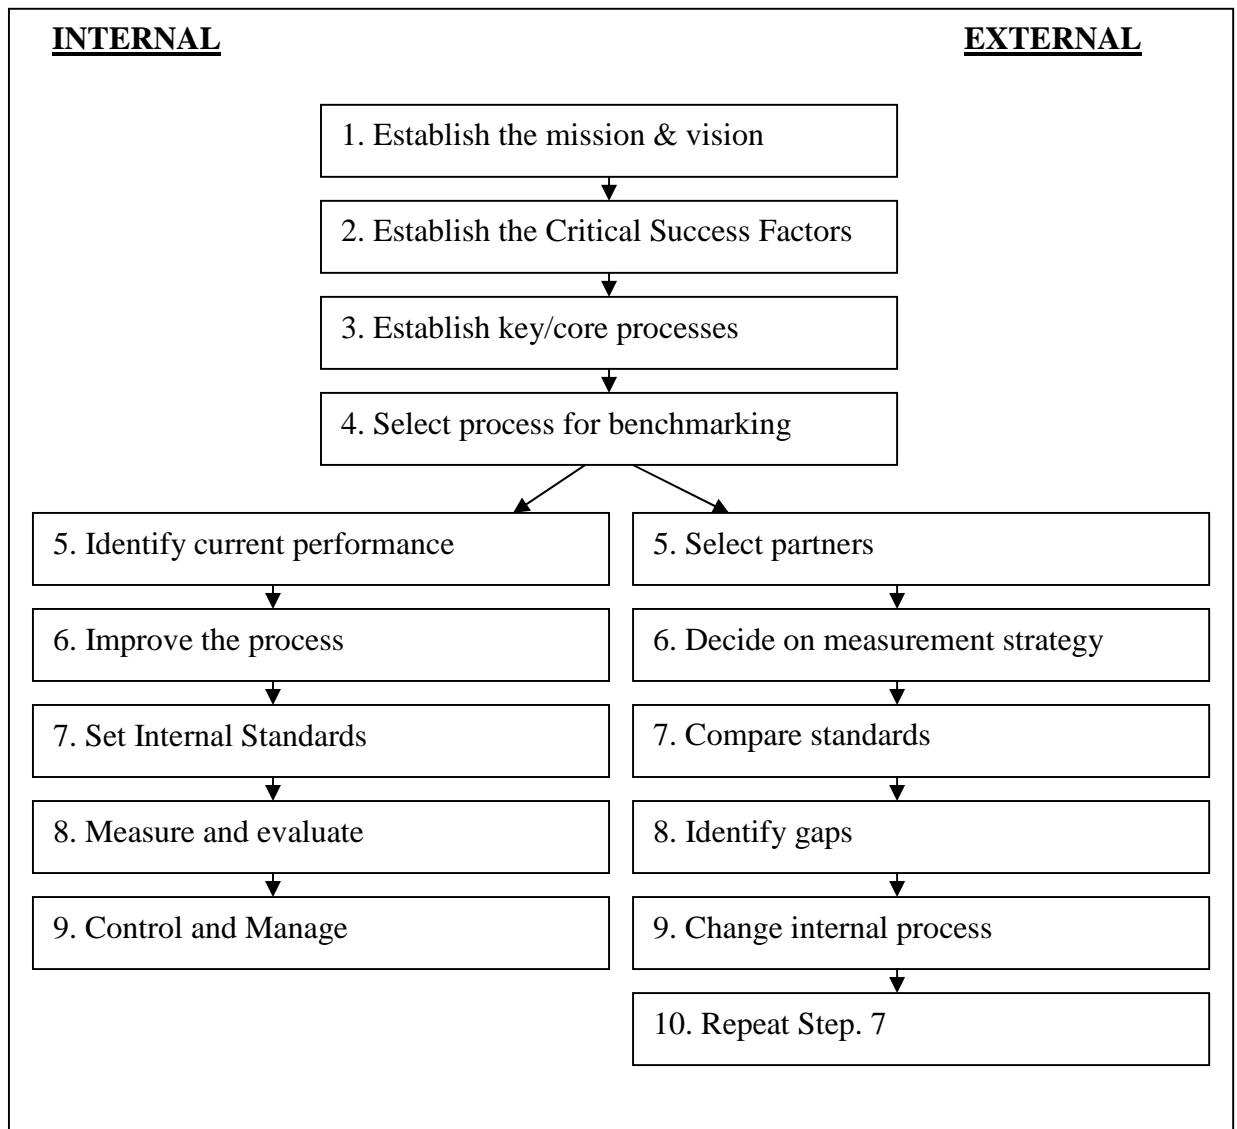 INTERNAL
EXTERNAL
1. Establish the mission & vision
2. Establish the Critical Success Factors
3. Establish key/core processes
4. Select process for benchmarking
5. Identify current performance
6. Improve the process
7. Set Internal Standards
8. Measure and evaluate
9. Control and Manage
5. Select partners
6. Decide on measurement strategy
7. Compare standards
8. Identify gaps
9. Change internal process
10. Repeat Step. 7